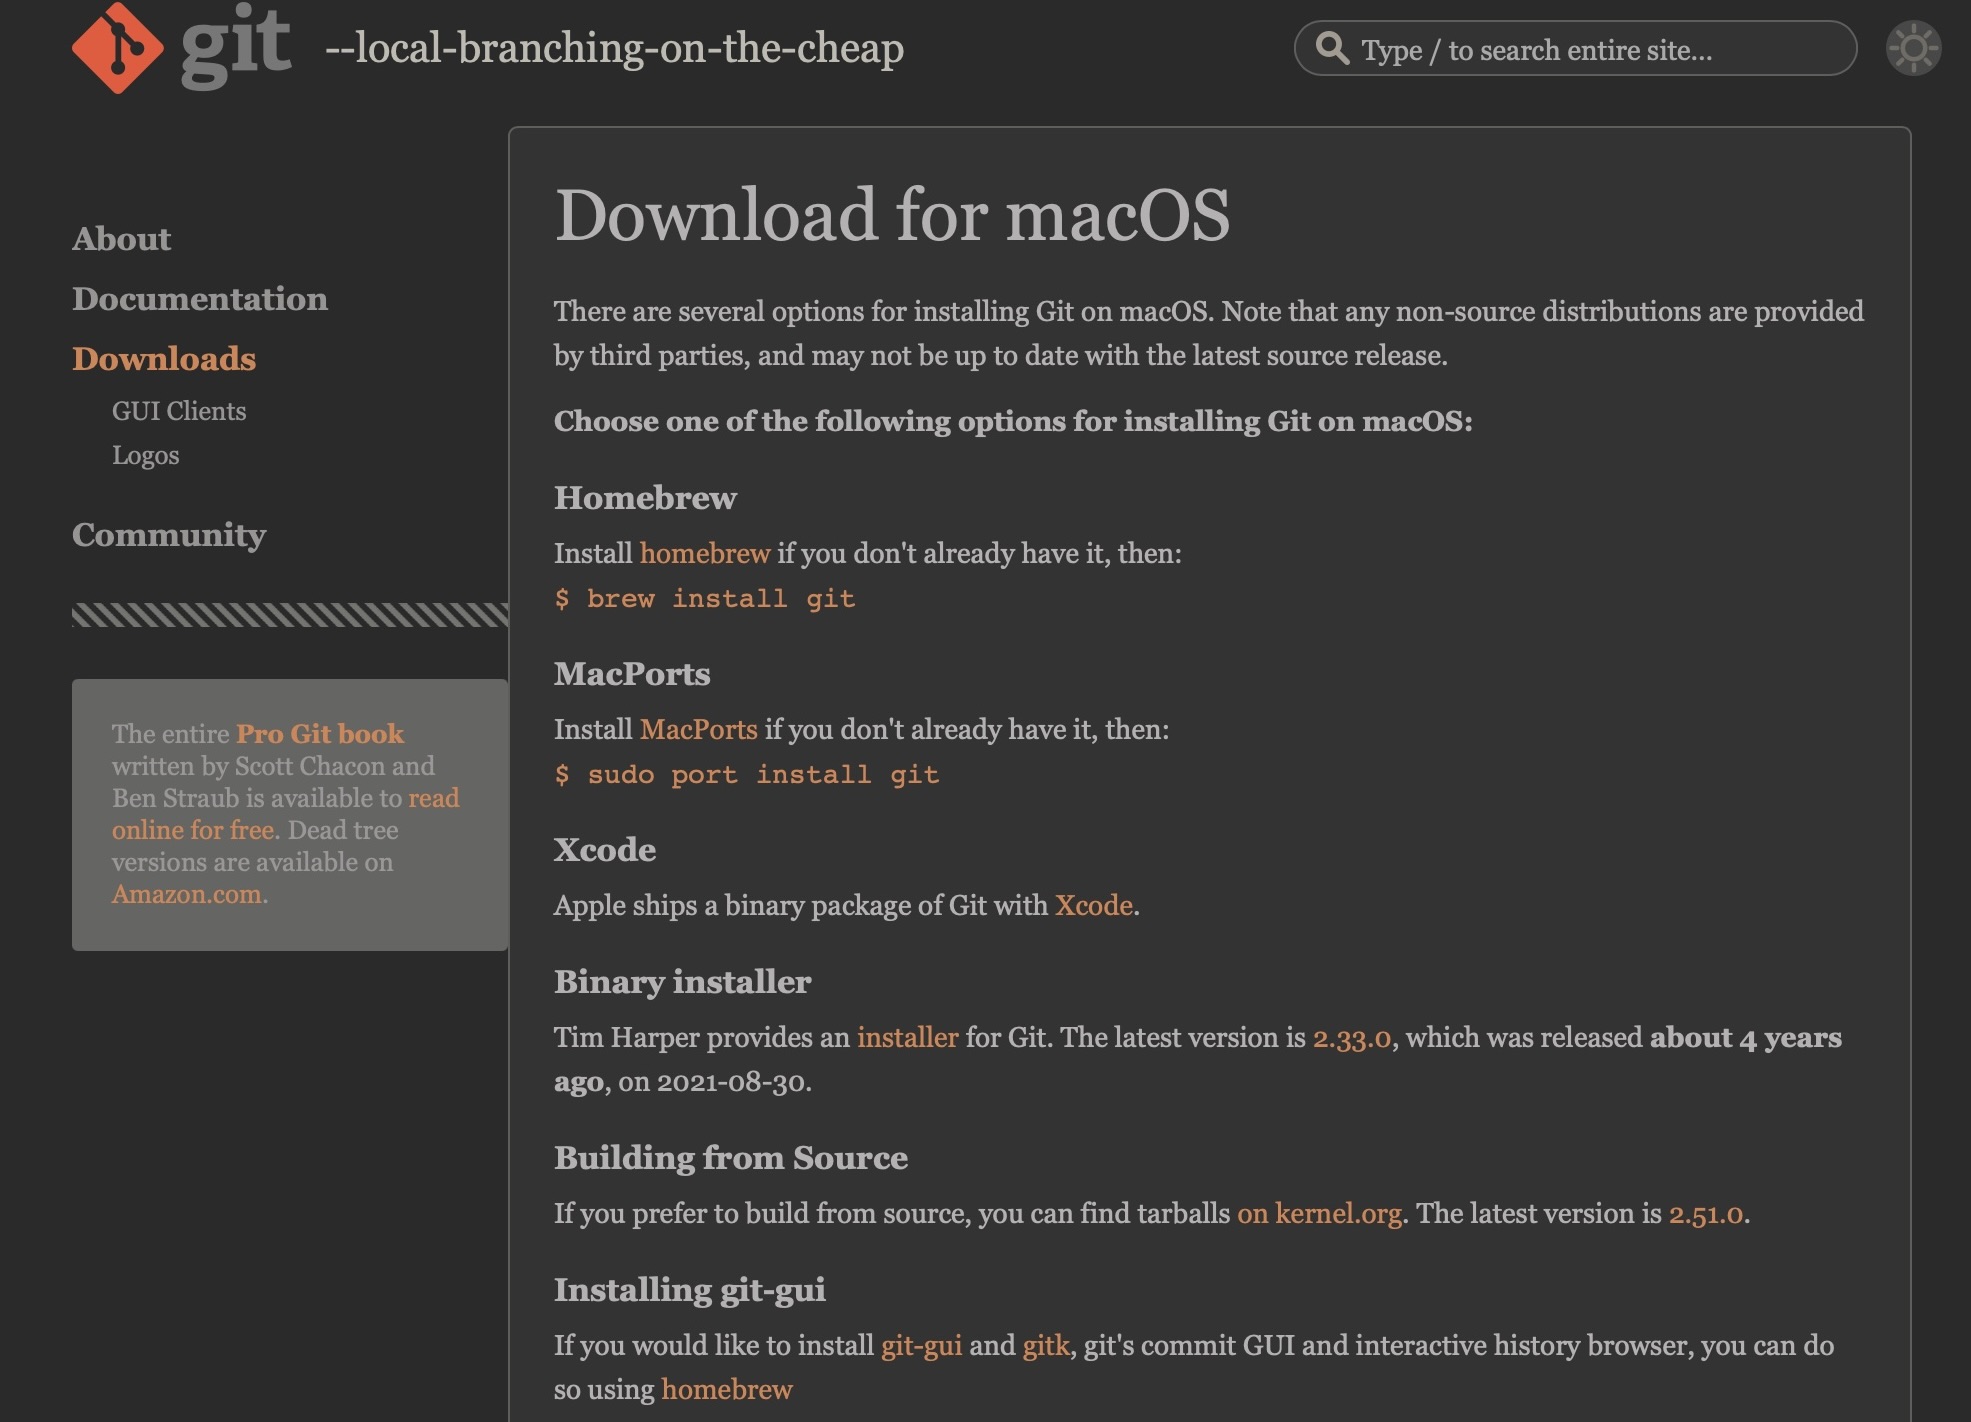 git --local-branching-on-the-cheap
Type / to search entire site...
About
Documentation
Downloads
GUI Clients
Logos
Community
The entire Pro Git book
written by Scott Chacon and
Ben Straub is available to read
online for free. Dead tree
versions are available on
Amazon.com.
Download for macOS
There are several options for installing Git on macOS. Note that any non-source distributions are provided
by third parties, and may not be up to date with the latest source release.
Choose one of the following options for installing Git on macOS:
Homebrew
Install homebrew if you don't already have it, then:
$ brew install git
MacPorts
Install MacPorts if you don't already have it, then:
$ sudo port install git
Xcode
Apple ships a binary package of Git with Xcode.
Binary installer
Tim Harper provides an installer for Git. The latest version is 2.33.0, which was released about 4 years
ago, on 2021-08-30.
Building from Source
If you prefer to build from source, you can find tarballs on kernel.org. The latest version is 2.51.0.
Installing git-gui
If you would like to install git-gui and gitk, git's commit GUI and interactive history browser, you can do
so using homebrew